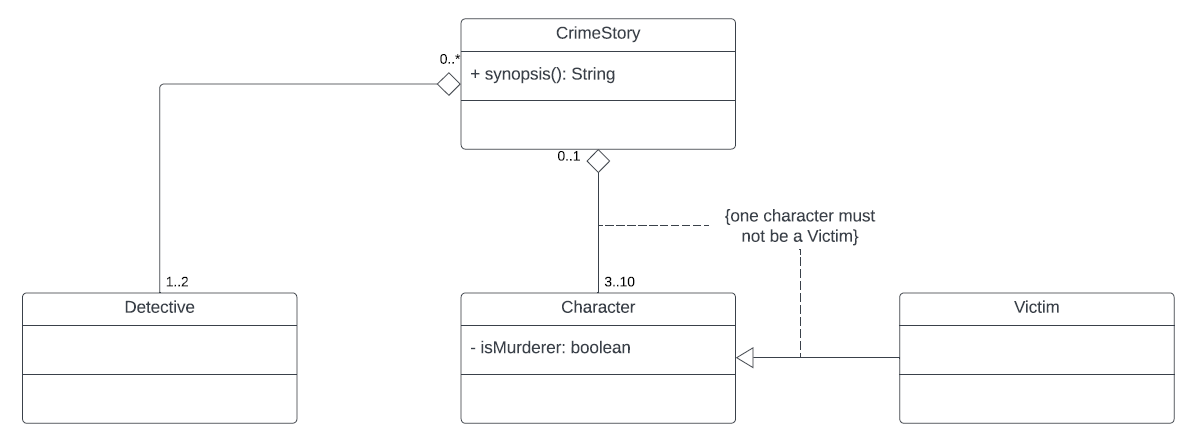 CrimeStory
0..*
+ synopsis(): String
0..1
{one character must
not be a Victim}
1..2
3..10
Detective
Character
Victim
- isMurderer: boolean